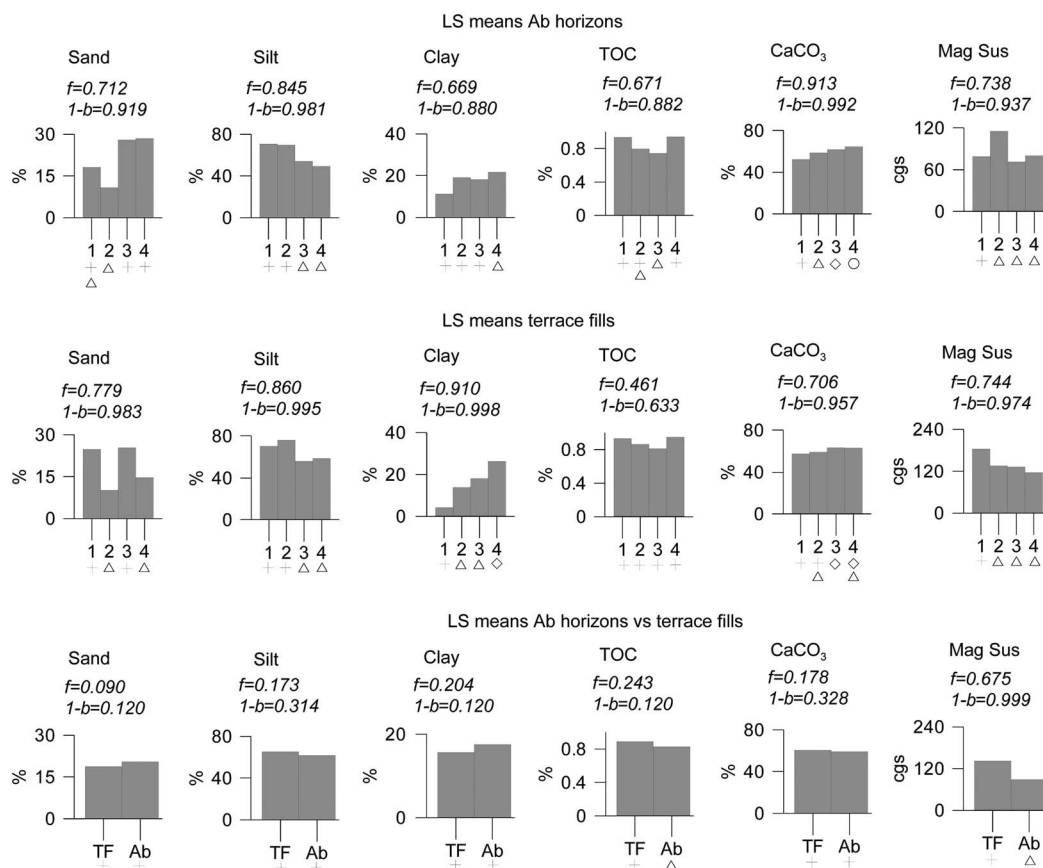 LS means Ab horizons
Sand Silt Clay TOC CaCO₃ Mag Sus
f=0.712 f=0.845 f=0.669 f=0.671 f=0.913 f=0.738
1-b=0.919 1-b=0.981 1-b=0.880 1-b=0.882 1-b=0.992 1-b=0.937
30 80 40 0.8 80 120
% 15 % 40 % 20 % 0.4 % 40 cgs 60
0 0 0 0 0 0
1 2 3 4 1 2 3 4 1 2 3 4 1 2 3 4 1 2 3 4 1 2 3 4
LS means terrace fills
Sand Silt Clay TOC CaCO₃ Mag Sus
f=0.779 f=0.860 f=0.910 f=0.461 f=0.706 f=0.744
1-b=0.983 1-b=0.995 1-b=0.998 1-b=0.633 1-b=0.957 1-b=0.974
30 80 40 0.8 80 240
% 15 % 40 % 20 % 0.4 % 40 cgs 120
0 0 0 0 0 0
1 2 3 4 1 2 3 4 1 2 3 4 1 2 3 4 1 2 3 4 1 2 3 4
LS means Ab horizons vs terrace fills
Sand Silt Clay TOC CaCO₃ Mag Sus
f=0.090 f=0.173 f=0.204 f=0.243 f=0.178 f=0.675
1-b=0.120 1-b=0.314 1-b=0.120 1-b=0.120 1-b=0.328 1-b=0.999
30 80 20 0.8 80 240
% 15 % 40 % % 0.4 % 40 cgs 120
0 0 0 0 0 0
TF Ab TF Ab TF Ab TF Ab TF Ab TF Ab